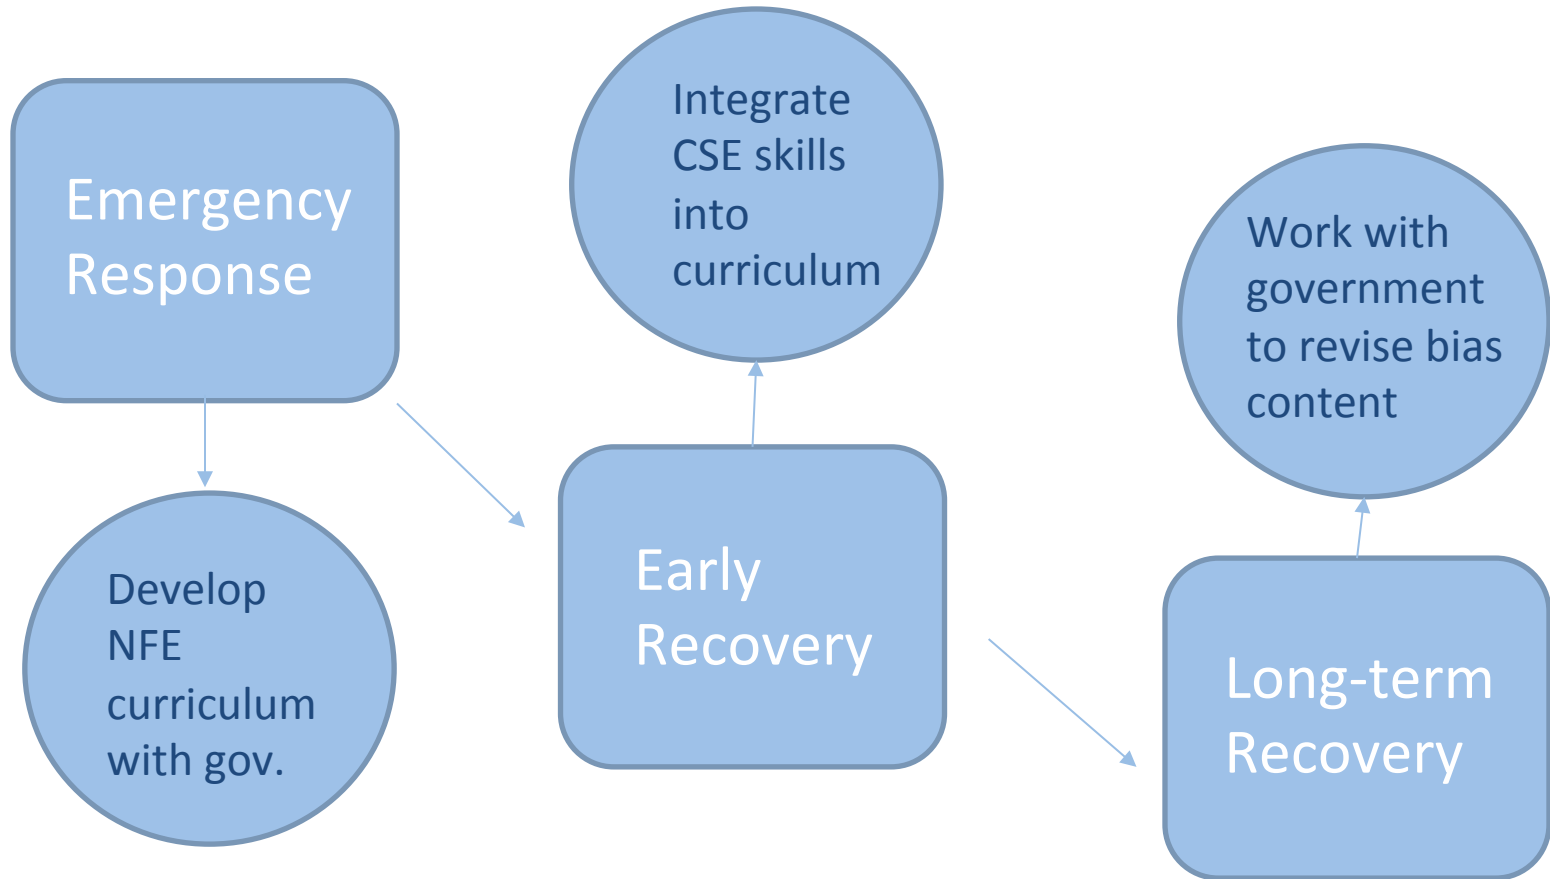 Emergency
Response
Develop
NFE
curriculum
with gov.
Integrate
CSE skills
into
curriculum
Early
Recovery
Work with
government
to revise bias
content
Long-term
Recovery